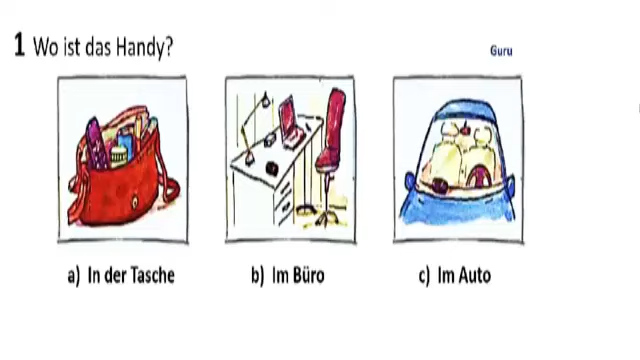 1 Wo ist das Handy?
Guru
a) In der Tasche
b) Im Büro
c) Im Auto